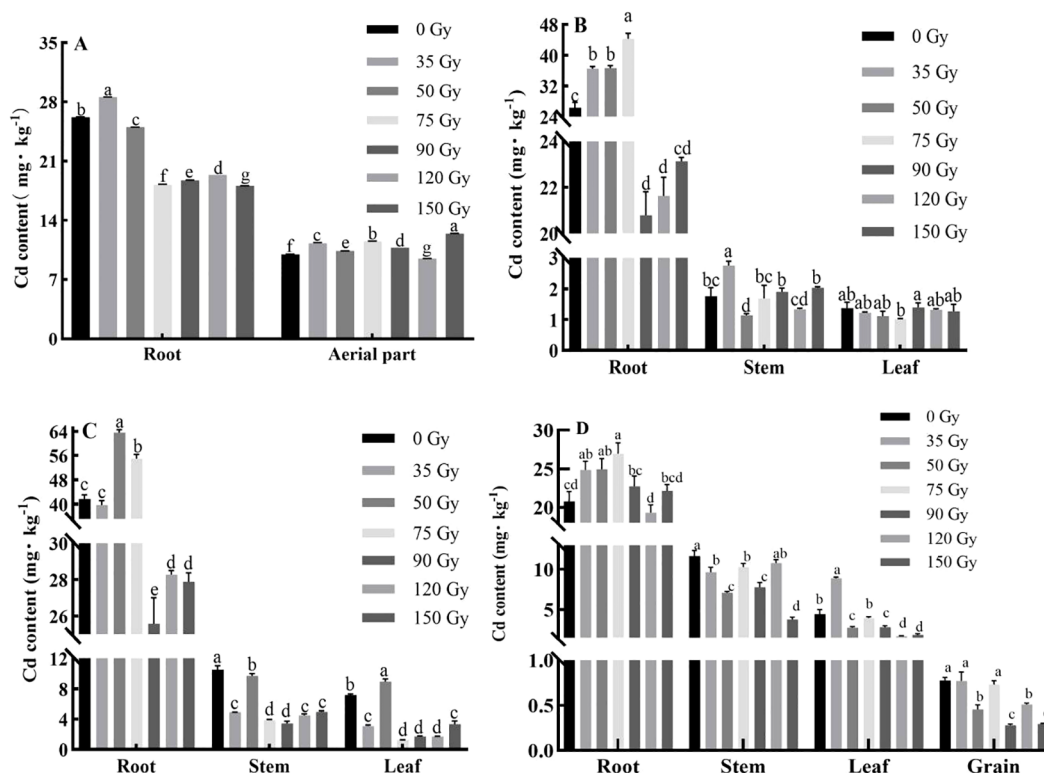 A
Cd content( mg· kg-1)
35
28
21
14
7
0
b
a
c
f
e
d
g
f
c
e
b
d
g
a
Root Aerial part
0 Gy
35 Gy
50 Gy
75 Gy
90 Gy
120 Gy
150 Gy
B
Cd content (mg· kg-1)
48
40
32
24
24
22
20
3
2
1
0
c
b
b
a
d
d
cd
bc
a
d
bc
b
cd
b
ab
ab
ab
b
a
ab
ab
Root Stem Leaf
0 Gy
35 Gy
50 Gy
75 Gy
90 Gy
120 Gy
150 Gy
C
Cd content (mg· kg-1)
64
56
48
40
30
28
26
12
8
4
0
c
c
a
b
e
d
d
a
c
b
d
d
c
c
b
c
a
d
d
d
c
Root Stem Leaf
0 Gy
35 Gy
50 Gy
75 Gy
90 Gy
120 Gy
150 Gy
D
Cd content (mg· kg-1)
30
25
20
10
5
1.0
0.5
0.0
cd
ab
ab
a
bc
d
bcd
a
b
c
b
c
ab
d
b
a
c
b
c
d
d
a
a
b
a
c
b
Root Stem Leaf Grain
0 Gy
35 Gy
50 Gy
75 Gy
90 Gy
120 Gy
150 Gy